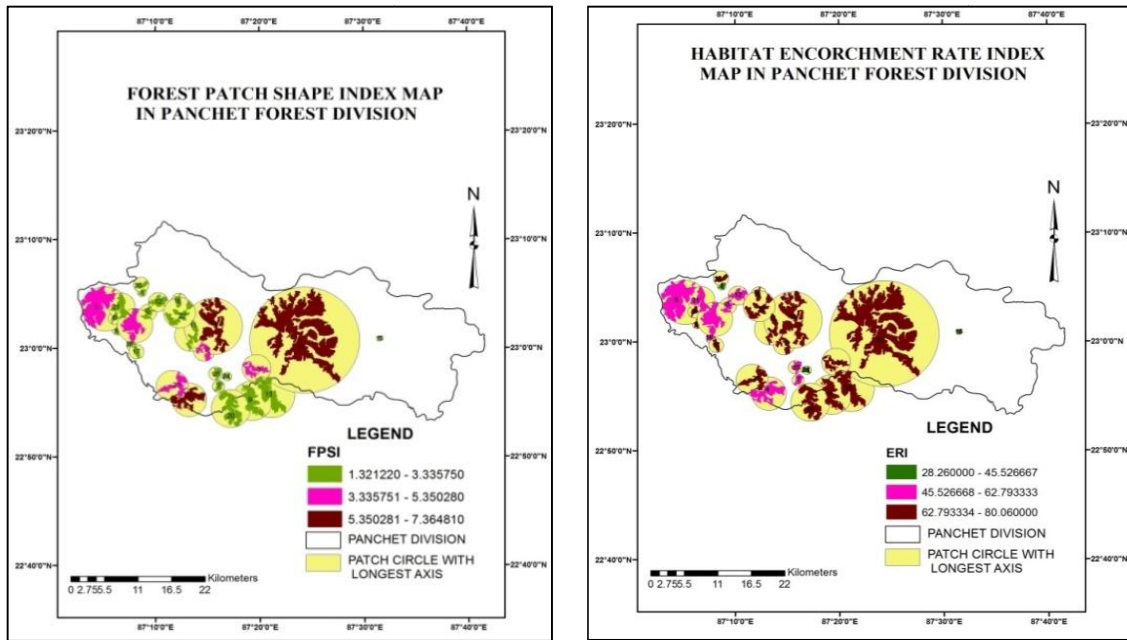 87°10'0"E 87°20'0"E 87°30'0"E 87°40'0"E
FOREST PATCH SHAPE INDEX MAP
IN PANCHET FOREST DIVISION
23°20'0"N 23°20'0"N
N
23°10'0"N 23°10'0"N
23°0'0"N 23°0'0"N
22°50'0"N 22°50'0"N
22°40'0"N 22°40'0"N
LEGEND
FPSI
1.321220 - 3.335750
3.335751 - 5.350280
5.350281 - 7.364810
PANCHET DIVISION
PATCH CIRCLE WITH
LONGEST AXIS
Kilometers
0 2.755.5 11 16.5 22
87°10'0"E 87°20'0"E 87°30'0"E 87°40'0"E
87°10'0"E 87°20'0"E 87°30'0"E 87°40'0"E
HABITAT ENCORCHMENT RATE INDEX
MAP IN PANCHET FOREST DIVISION
23°20'0"N 23°20'0"N
N
23°10'0"N 23°10'0"N
23°0'0"N 23°0'0"N
22°50'0"N 22°50'0"N
22°40'0"N 22°40'0"N
LEGEND
ERI
28.260000 - 45.526667
45.526668 - 62.793333
62.793334 - 80.060000
PANCHET DIVISION
PATCH CIRCLE WITH
LONGEST AXIS
Kilometers
0 2.755.5 11 16.5 22
87°10'0"E 87°20'0"E 87°30'0"E 87°40'0"E